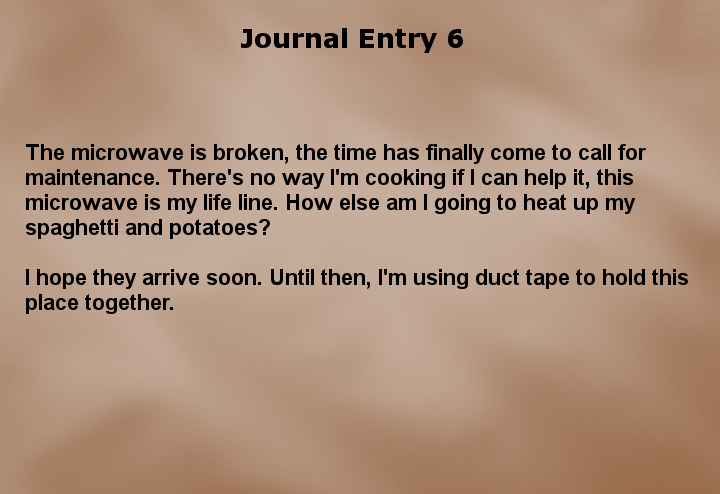 Journal Entry 6
The microwave is broken, the time has finally come to call for
maintenance. There's no way I'm cooking if I can help it, this
microwave is my life line. How else am I going to heat up my
spaghetti and potatoes?
I hope they arrive soon. Until then, I'm using duct tape to hold this
place together.